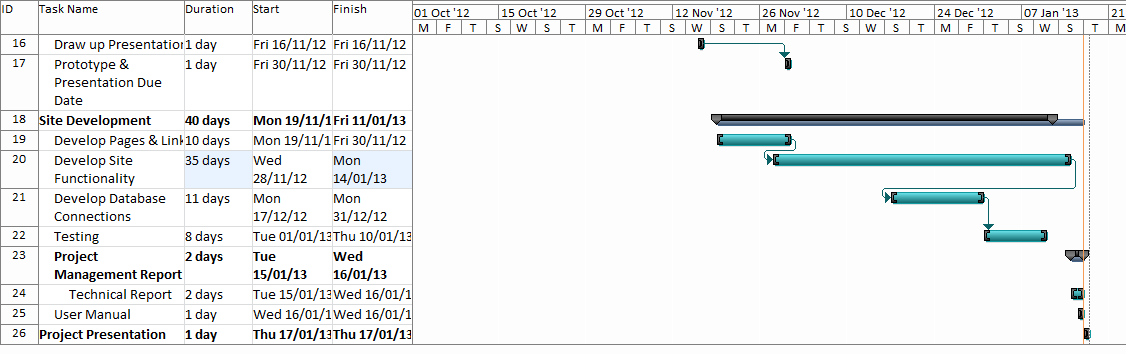 ID Task Name Duration Start Finish 01 Oct '12 15 Oct '12 29 Oct '12 12 Nov '12 26 Nov '12 10 Dec '12 24 Dec '12 07 Jan '13 21
M F T S W S T M F T S W S T M F T S W S T M F T S W S T M
16 Draw up Presentation 1 day Fri 16/11/12 Fri 16/11/12
17 Prototype & 1 day Fri 30/11/12 Fri 30/11/12
Presentation Due
Date
18 Site Development 40 days Mon 19/11/1 Fri 11/01/13
19 Develop Pages & Link 10 days Mon 19/11/1 Fri 30/11/12
20 Develop Site 35 days Wed Mon
Functionality 28/11/12 14/01/13
21 Develop Database 11 days Mon Mon
Connections 17/12/12 31/12/12
22 Testing 8 days Tue 01/01/13 Thu 10/01/13
23 Project 2 days Tue Wed
Management Report 15/01/13 16/01/13
24 Technical Report 2 days Tue 15/01/13 Wed 16/01/1
25 User Manual 1 day Wed 16/01/1 Wed 16/01/1
26 Project Presentation 1 day Thu 17/01/13 Thu 17/01/13